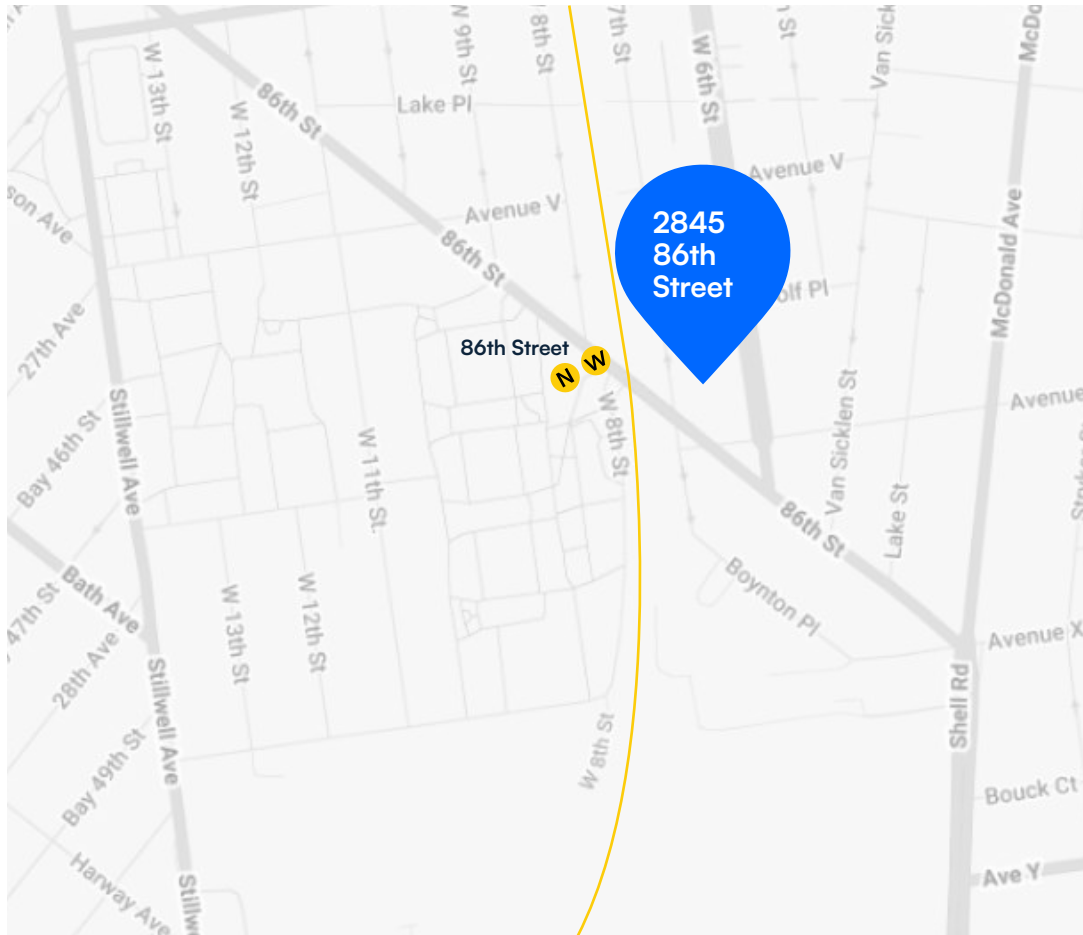 W 13th St
W 12th St
86th St
W 9th St
8th St
7th St
W 6th St
St
Van Sick
McDo
Lake Pl
Avenue V
Avenue V
son Ave
86th St
2845
86th
Street
olf Pl
McDonald Ave
27th Ave
86th Street
N
W
W 8th St
Avenue
Stillwell Ave
Bay 46th St
W 11th St.
Van Sicklen St
Lake St
86th St
Bath Ave
47th St
28th Ave
W 13th St
W 12th St
Boynton Pl
Avenue X
Shell Rd
Stillwell Ave
Bay 49th St
W 8th St
Bouck Ct
Harway Ave
Stillw
Ave Y